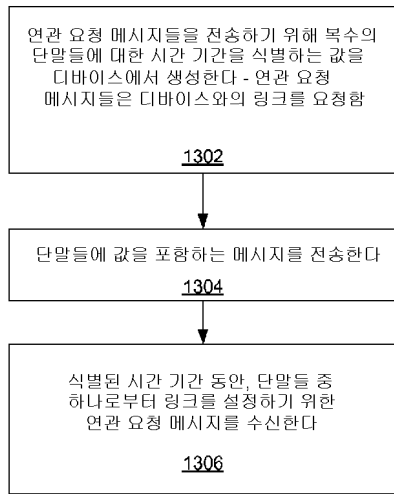 연관 요청 메시지들을 전송하기 위해 복수의
단말들에 대한 시간 기간을 식별하는 값을
디바이스에서 생성한다 - 연관 요청
메시지들은 디바이스와의 링크를 요청함
1302
단말들에 값을 포함하는 메시지를 전송한다
1304
식별된 시간 기간 동안, 단말들 중
하나로부터 링크를 설정하기 위한
연관 요청 메시지를 수신한다
1306